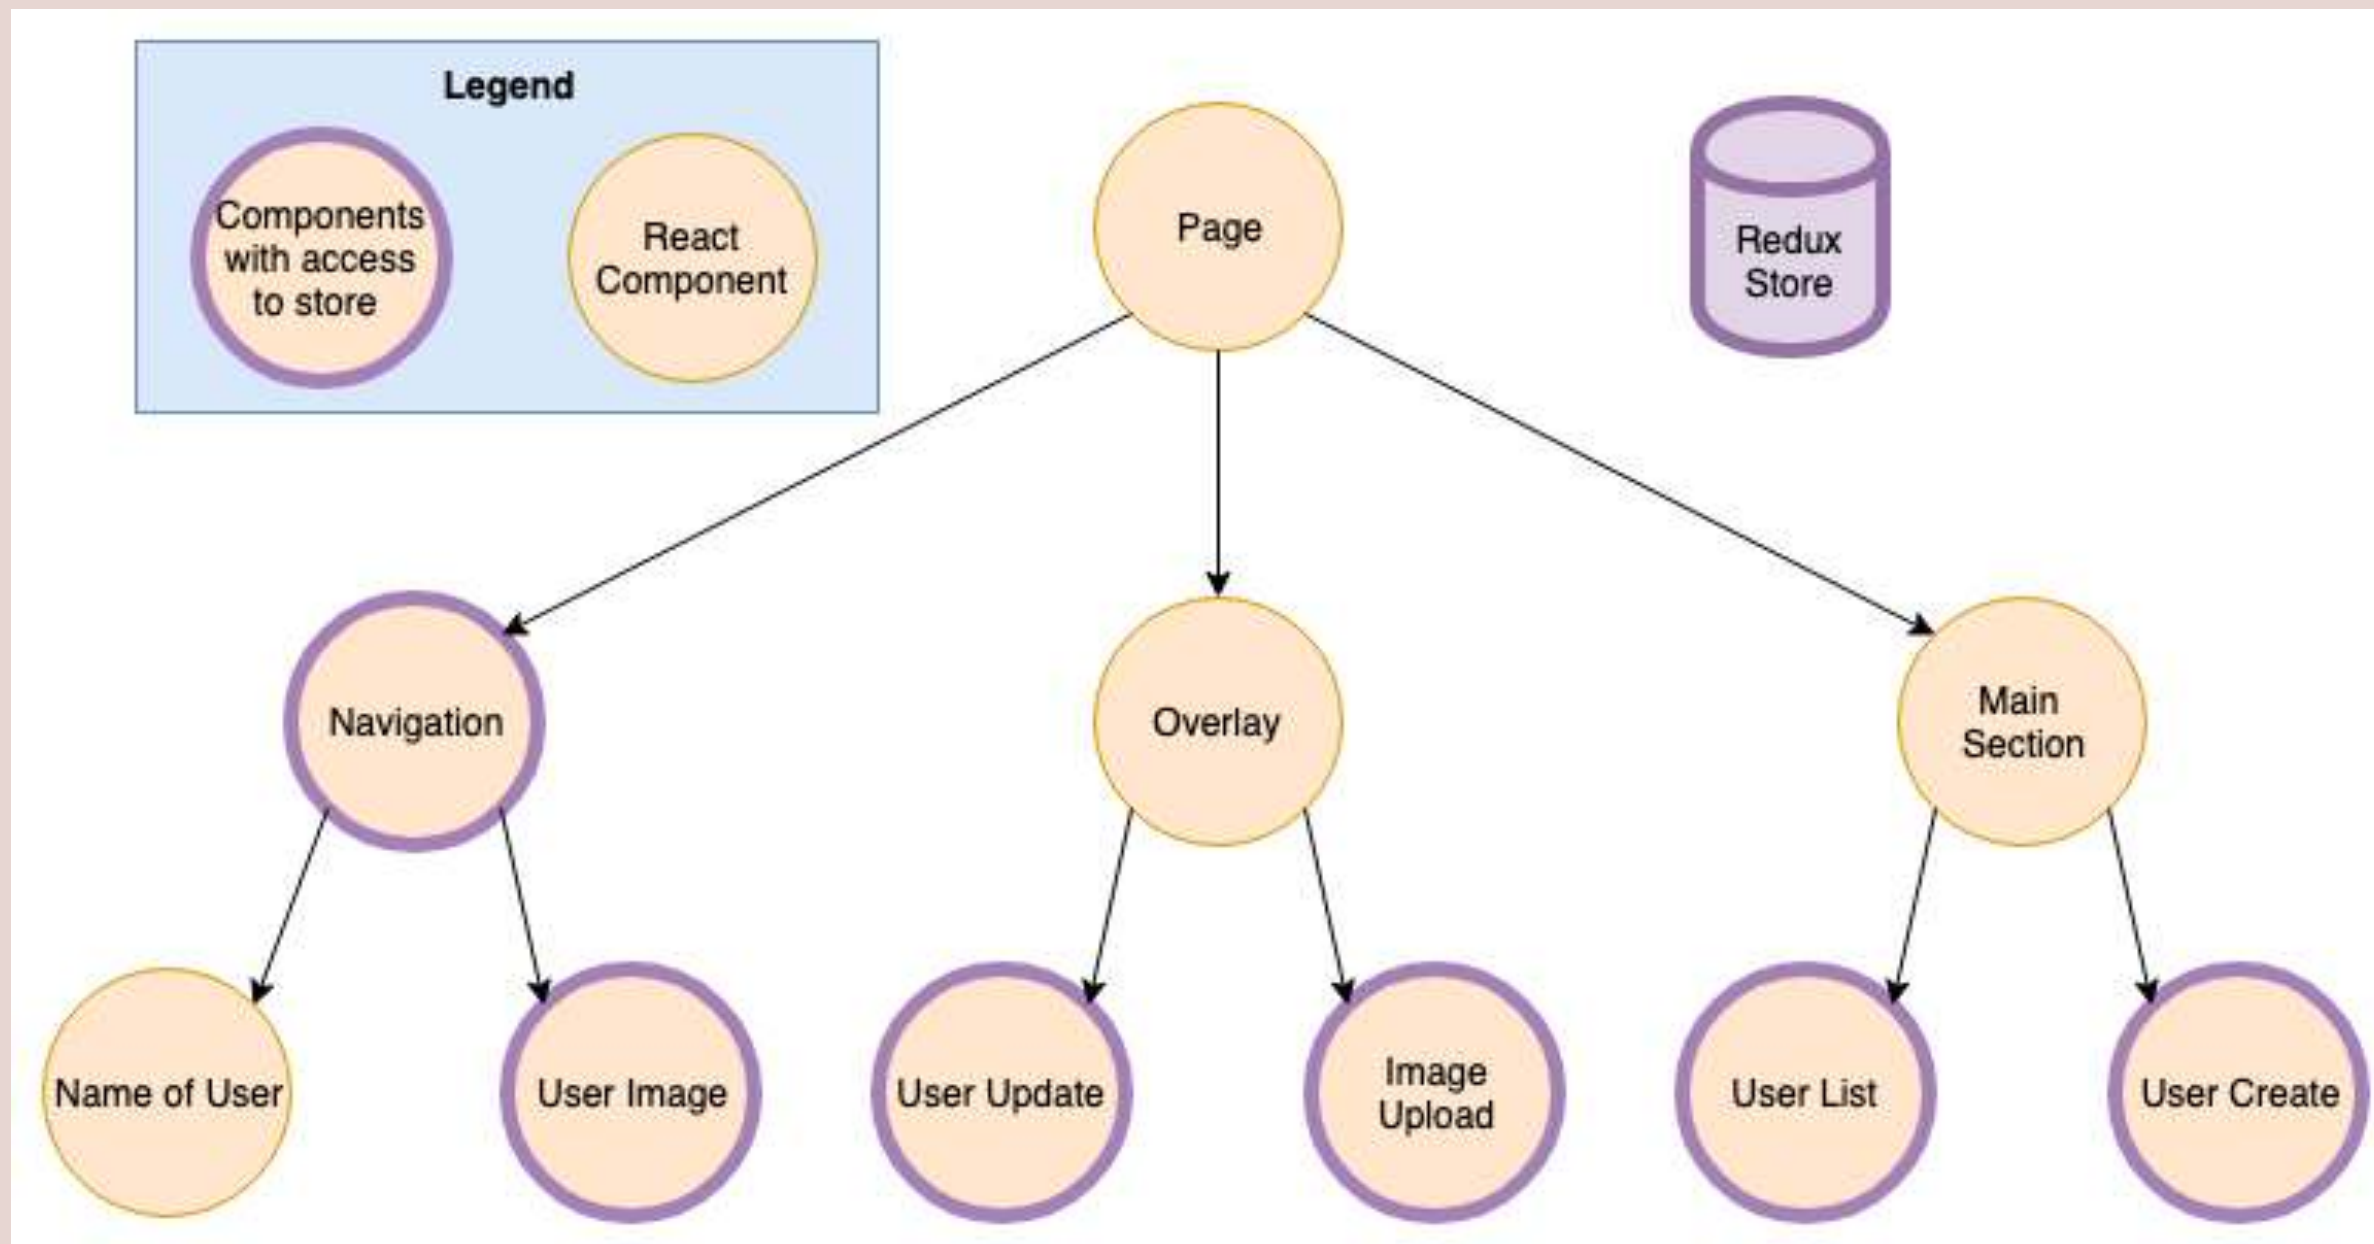 Legend
Components
with access
to store
React
Component
Page
Redux
Store
Navigation
Overlay
Main
Section
Name of User
User Image
User Update
Image
Upload
User List
User Create